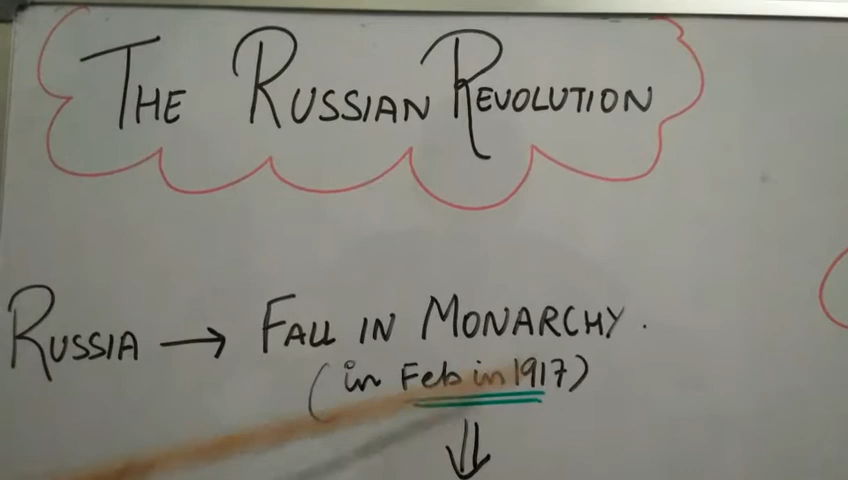 THE RUSSIAN REVOLUTION
RUSSIA → FALL IN MONARCHY.
(in Feb in 1917)